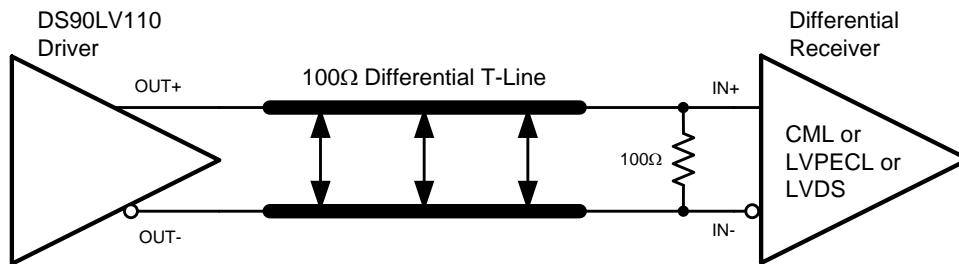 DS90LV110
Driver
Differential
Receiver
100Ω Differential T-Line
OUT+
IN+
CML or
LVPECL or
LVDS
100Ω
OUT-
IN-